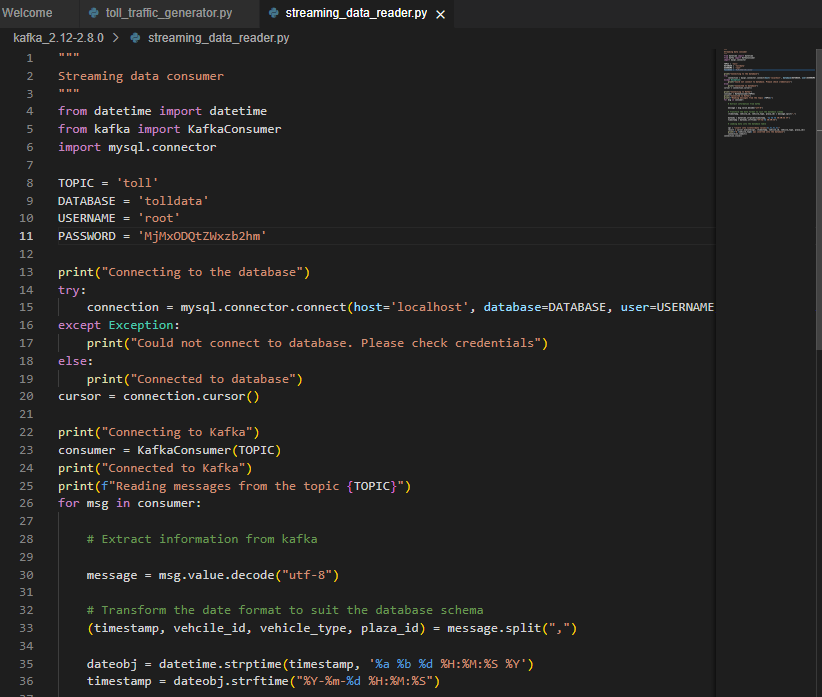 Welcome
toll_traffic_generator.py
streaming_data_reader.py
kafka_2.12-2.8.0 > streaming_data_reader.py
1 """
2 Streaming data consumer
3 """
4 from datetime import datetime
5 from kafka import KafkaConsumer
6 import mysql.connector
7
8 TOPIC = 'toll'
9 DATABASE = 'tolldata'
10 USERNAME = 'root'
11 PASSWORD = 'MjMxODQtZWxzb2hm'
12
13 print("Connecting to the database")
14 try:
15     connection = mysql.connector.connect(host='localhost', database=DATABASE, user=USERNAME
16 except Exception:
17     print("Could not connect to database. Please check credentials")
18 else:
19     print("Connected to database")
20 cursor = connection.cursor()
21
22 print("Connecting to Kafka")
23 consumer = KafkaConsumer(TOPIC)
24 print("Connected to Kafka")
25 print(f"Reading messages from the topic {TOPIC}")
26 for msg in consumer:
27
28     # Extract information from kafka
29
30     message = msg.value.decode("utf-8")
31
32     # Transform the date format to suit the database schema
33     (timestamp, vehcile_id, vehicle_type, plaza_id) = message.split(",")
34
35     dateobj = datetime.strptime(timestamp, '%a %b %d %H:%M:%S %Y')
36     timestamp = dateobj.strftime("%Y-%m-%d %H:%M:%S")